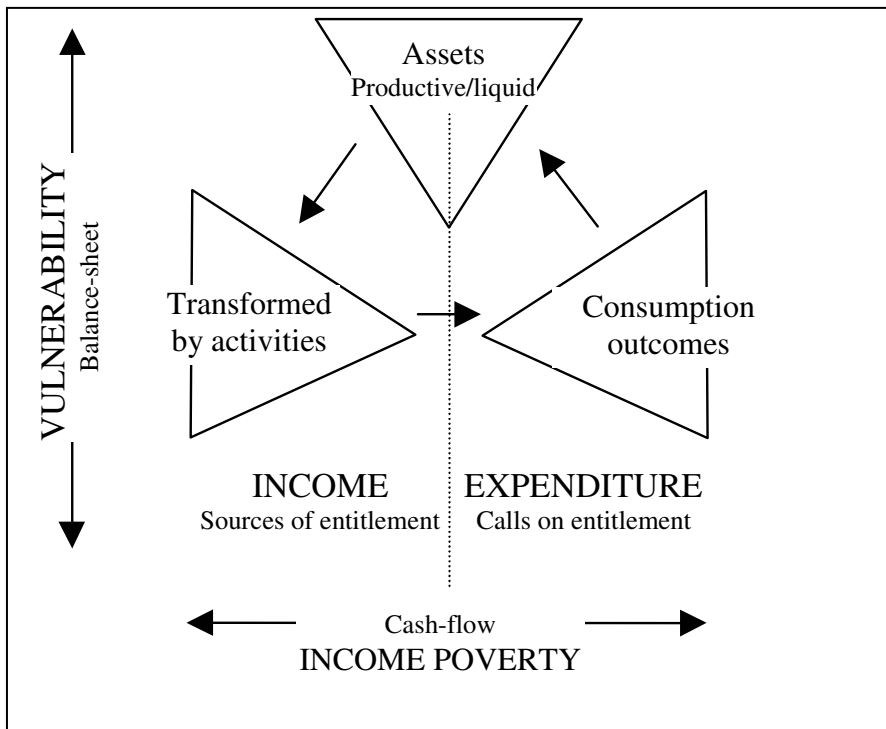 Assets
Productive/liquid
VULNERABILITY
Balance-sheet
Transformed
by activities
Consumption
outcomes
INCOME
Sources of entitlement
EXPENDITURE
Calls on entitlement
Cash-flow
INCOME POVERTY